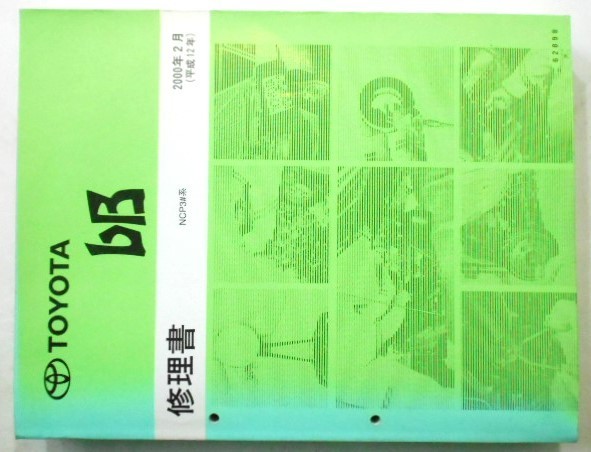 TOYOTA
bB
修理書
NCP3#系
2000年2月
(平成12年)
62889